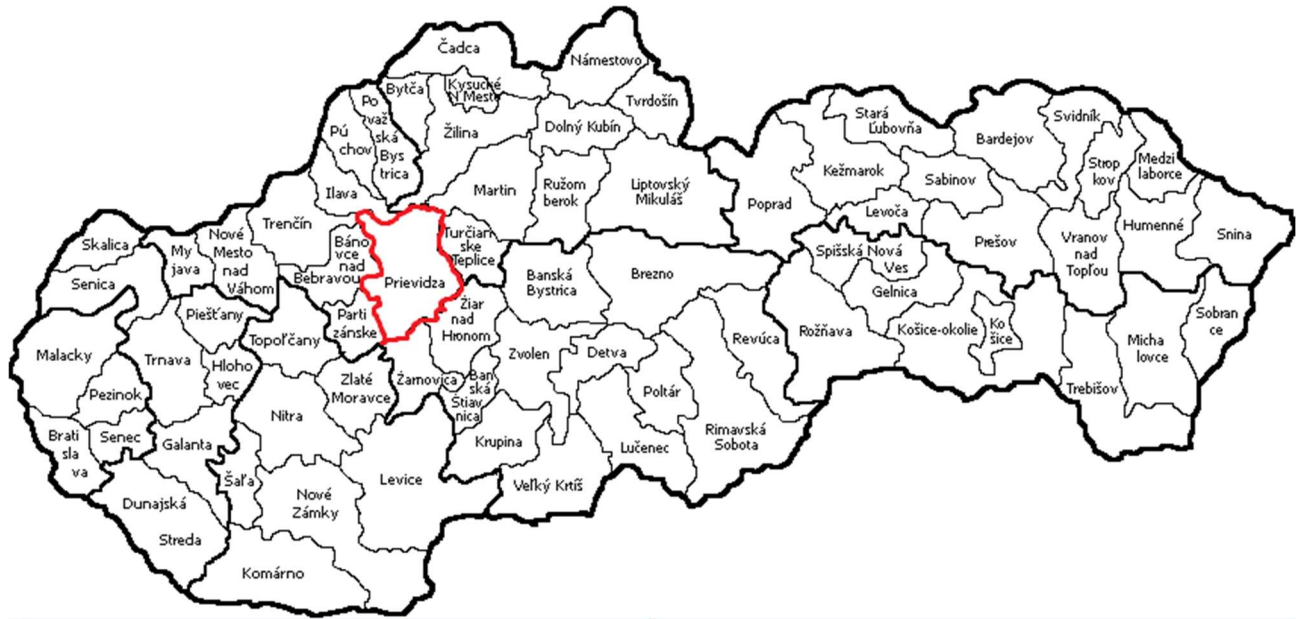 Čadca
Námestovo
Bytča
Kysucké
N Mesto
Tvrdošín
Po
važ
ská
Bys
trica
Pú
chov
Žilina
Dolný Kubín
Stará
Ľubovňa
Bardejov
Svidník
Strop
kov
Medzi
laborce
Ilava
Martin
Ružom
berok
Liptovský
Mikuláš
Kežmarok
Sabinov
Poprad
Levoča
Prešov
Vranov
nad
Topľou
Humenné
Snina
Trenčín
Skalica
My
java
Nové
Mesto
nad
Váhom
Báno
vce
nad
Bebravou
Turčian
ske
Teplice
Spišská Nová
Ves
Gelnica
Senica
Prievidza
Banská
Bystrica
Brezno
Piešťany
Parti
zánske
Žiar
nad
Hronom
Rožňava
Košice-okolie
Ko
šice
Sobran
ce
Micha
lovce
Malacky
Trnava
Hloho
vec
Topoľčany
Zvolen
Detva
Revúca
Trebišov
Pezinok
Zlaté
Moravce
Žarnovica
Ban
ská
Štiav
nica
Poltár
Nitra
Brati
sla
va
Senec
Galanta
Krupina
Lučenec
Rimavská
Sobota
Šaľa
Levice
Nové
Zámky
Veľký Krtíš
Dunajská
Streda
Komárno